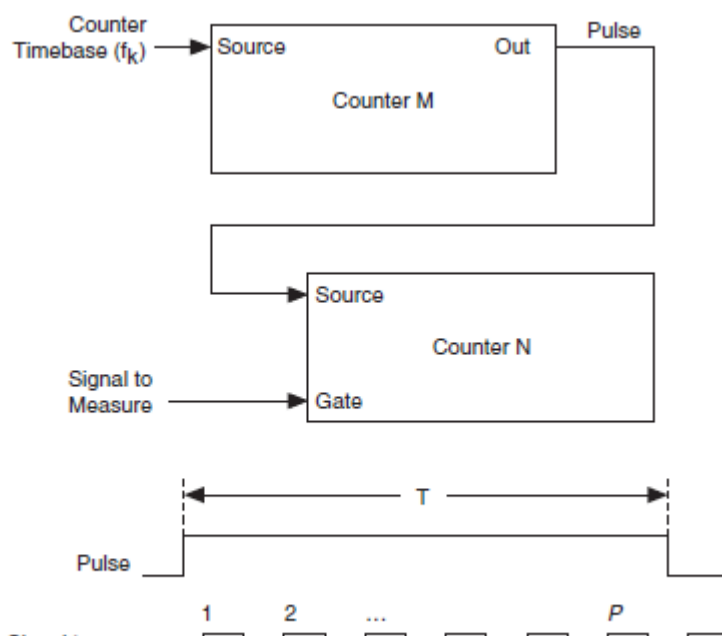 Counter
Timebase (fk)
Source
Out
Pulse
Counter M
Source
Counter N
Signal to
Measure
Gate
T
Pulse
1 2 ... P